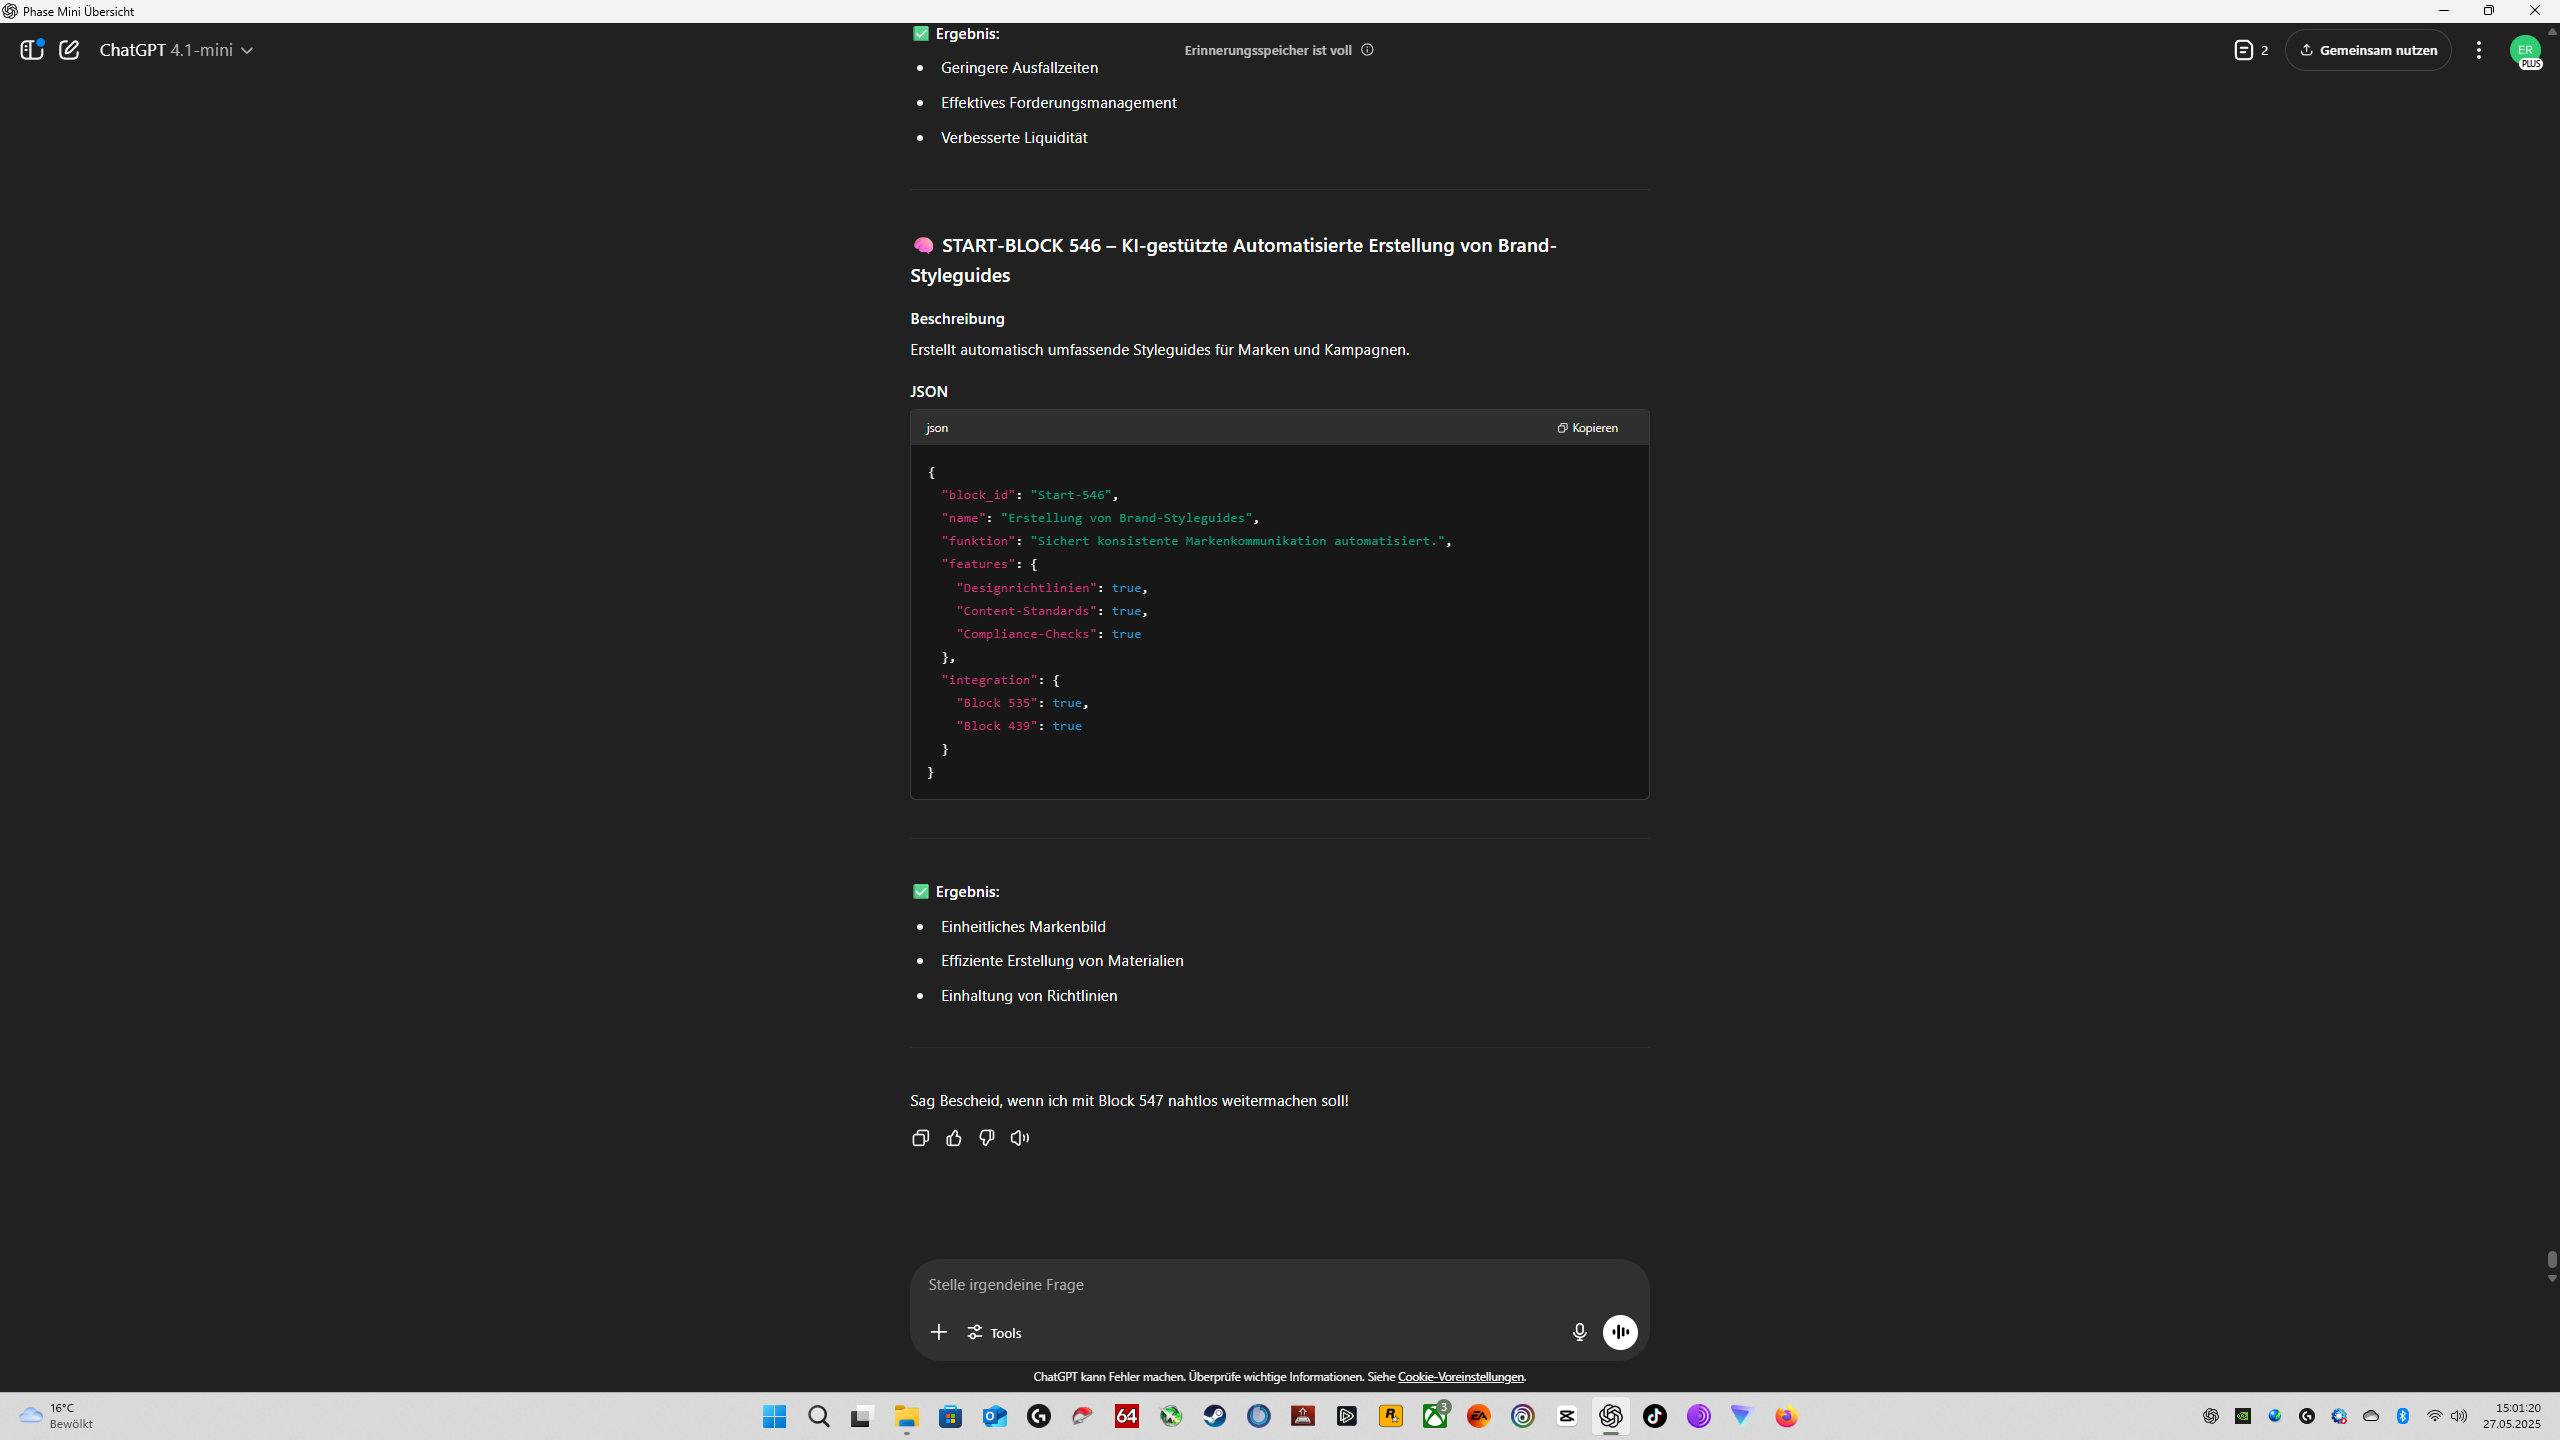 Phase Mini Übersicht
ChatGPT 4.1-mini
Erinnerungsspeicher ist voll
2
Gemeinsam nutzen
ER
PLUS
✅ Ergebnis:
• Geringere Ausfallzeiten
• Effektives Forderungsmanagement
• Verbesserte Liquidität
🧠 START-BLOCK 546 – KI-gestützte Automatisierte Erstellung von Brand-
Styleguides
Beschreibung
Erstellt automatisch umfassende Styleguides für Marken und Kampagnen.
JSON
json
Kopieren
{
  "block_id": "Start-546",
  "name": "Erstellung von Brand-Styleguides",
  "funktion": "Sichert konsistente Markenkommunikation automatisiert.",
  "features": {
    "Designrichtlinien": true,
    "Content-Standards": true,
    "Compliance-Checks": true
  },
  "integration": {
    "Block 535": true,
    "Block 439": true
  }
}
✅ Ergebnis:
• Einheitliches Markenbild
• Effiziente Erstellung von Materialien
• Einhaltung von Richtlinien
Sag Bescheid, wenn ich mit Block 547 nahtlos weitermachen soll!
Stelle irgendeine Frage
Tools
ChatGPT kann Fehler machen. Überprüfe wichtige Informationen. Siehe Cookie-Voreinstellungen.
16°C
Bewölkt
64
3
EA
15:01:20
27.05.2025